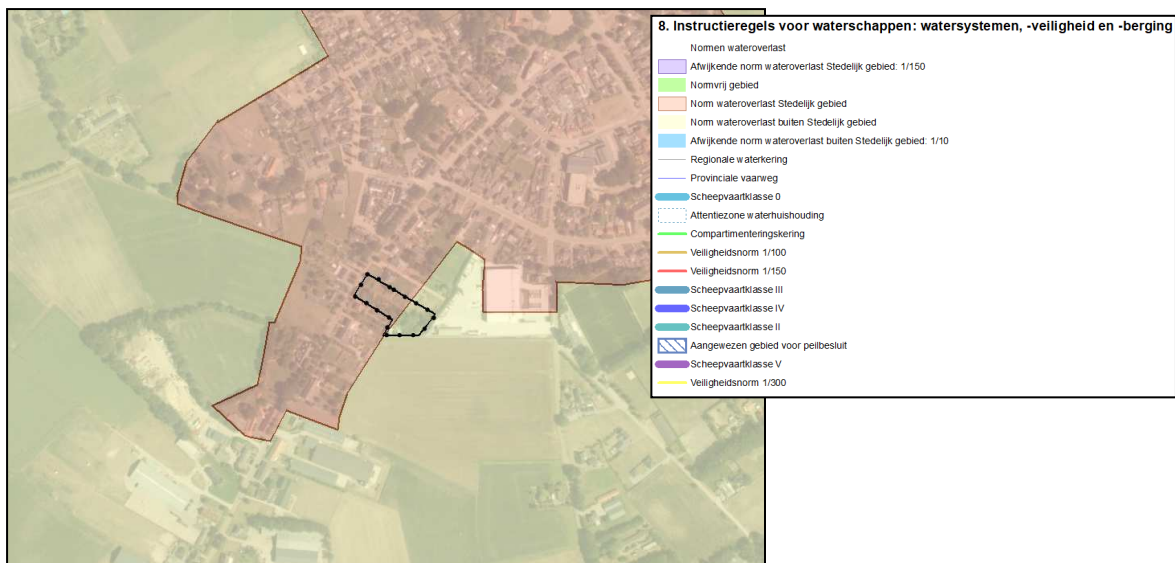 8. Instructieregels voor waterschappen: watersystemen, -veiligheid en -berging
Normen wateroverlast
Afwijkende norm wateroverlast Stedelijk gebied: 1/150
Normvrij gebied
Norm wateroverlast Stedelijk gebied
Norm wateroverlast buiten Stedelijk gebied
Afwijkende norm wateroverlast buiten Stedelijk gebied: 1/10
Regionale waterkering
Provinciale vaarweg
Scheepvaartklasse 0
Attentiezone waterhuishouding
Compartimenteringskering
Veiligheidsnorm 1/100
Veiligheidsnorm 1/150
Scheepvaartklasse III
Scheepvaartklasse IV
Scheepvaartklasse II
Aangewezen gebied voor peilbesluit
Scheepvaartklasse V
Veiligheidsnorm 1/300